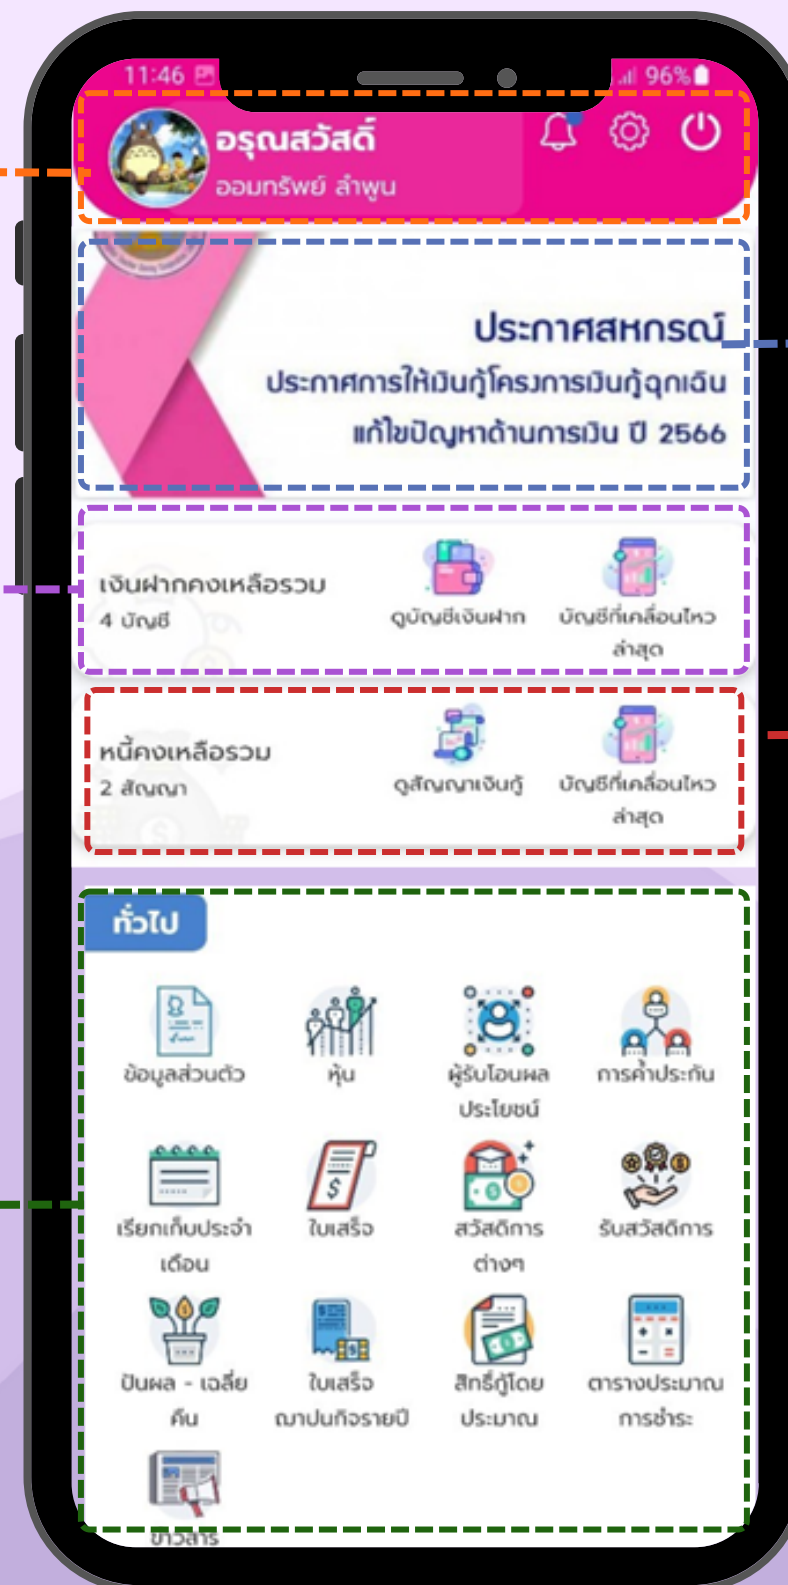 11:46
96%
อรุณสวัสดิ์
ออมทรัพย์ ลำพูน
ประกาศสหกรณ์
ประกาศการให้เงินกู้โครงการเงินกู้ฉุกเฉิน
แก้ไขปัญหาด้านการเงิน ปี 2566
เงินฝากคงเหลือรวม
4 บัญชี
ดูบัญชีเงินฝาก
บัญชีที่เคลื่อนไหว
ล่าสุด
หนี้คงเหลือรวม
2 สัญญา
ดูสัญญาเงินกู้
บัญชีที่เคลื่อนไหว
ล่าสุด
ทั่วไป
ข้อมูลส่วนตัว
หุ้น
ผู้รับโอนผล
ประโยชน์
การค้ำประกัน
เรียกเก็บประจำ
เดือน
ใบเสร็จ
สวัสดิการ
ต่างๆ
รับสวัสดิการ
ปันผล - เฉลี่ย
คืน
ใบเสร็จ
ฌาปนกิจรายปี
สิทธิ์กู้โดย
ประมาณ
ตารางประมาณ
การชำระ
ข่าวสาร